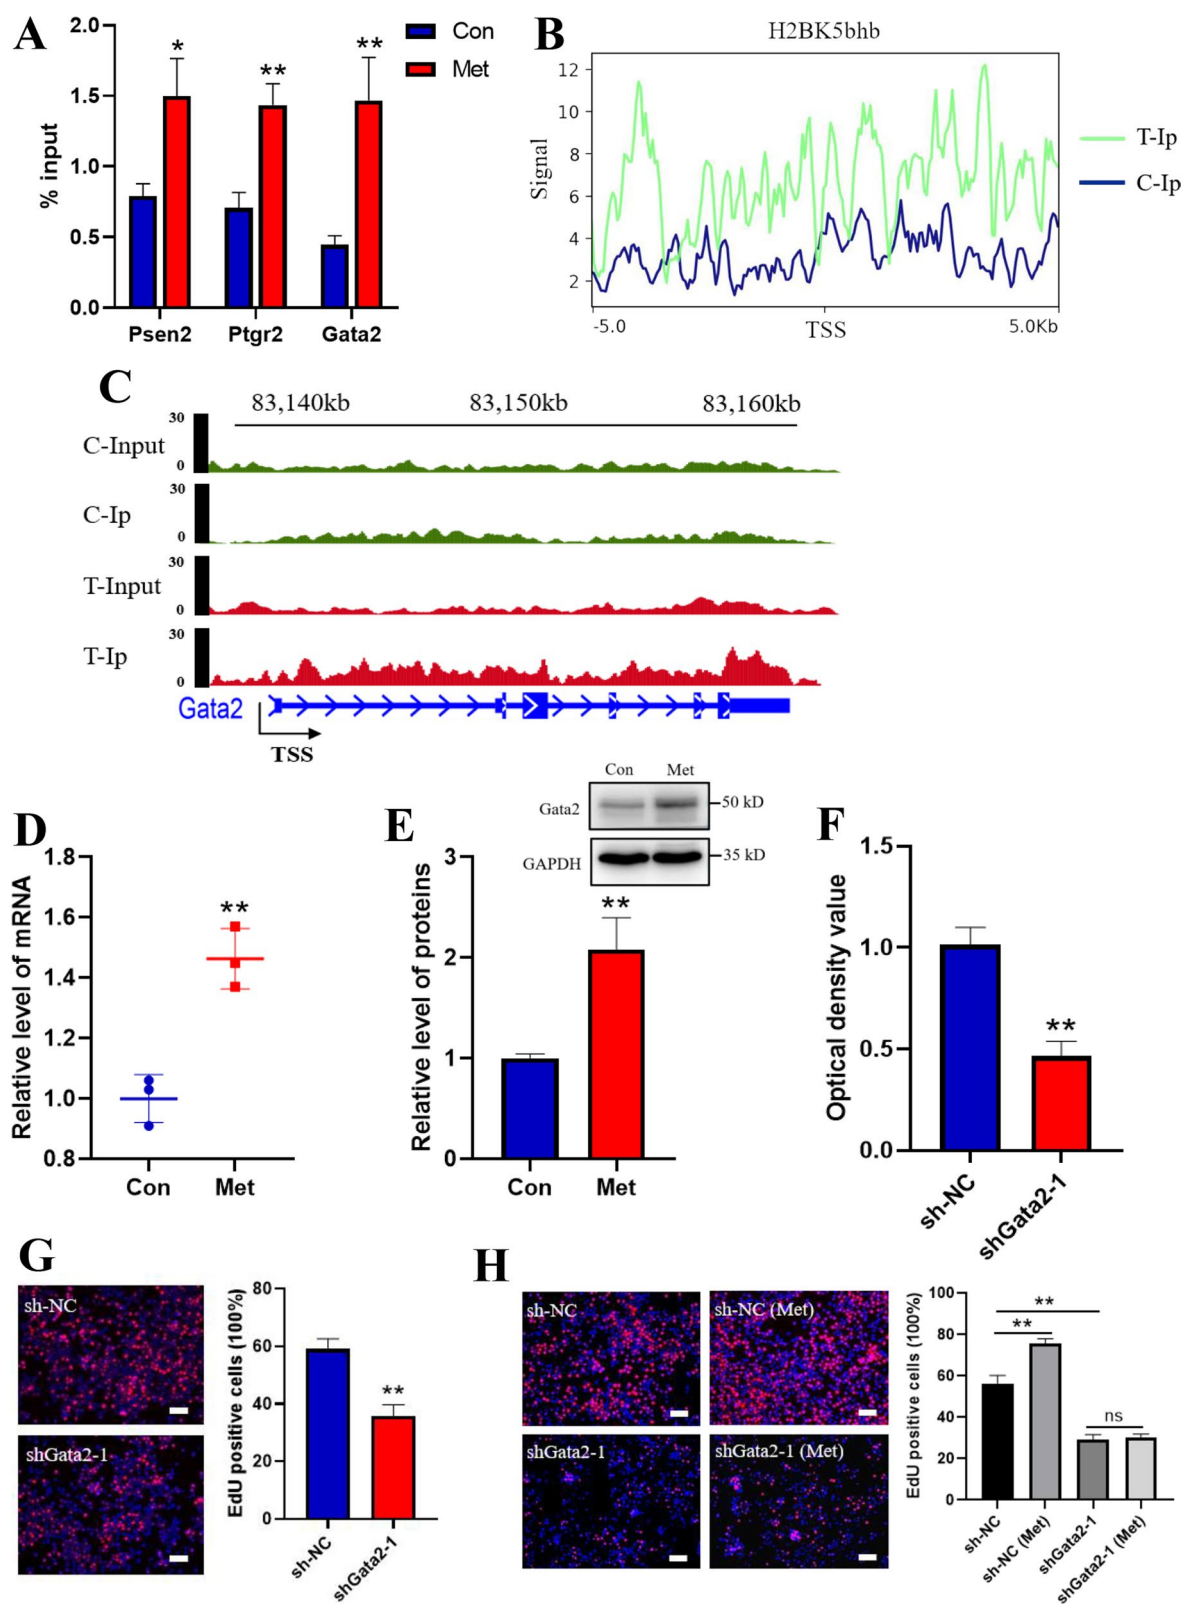 A
2.0
1.5
1.0
0.5
0.0
% input
*
**
**
Con
Met
Psen2
Ptgr2
Gata2
B
H2BK5bhb
12
10
8
6
4
2
Signal
-5.0
TSS
5.0Kb
T-Ip
C-Ip
C
83,140kb
83,150kb
83,160kb
C-Input
30
0
C-Ip
30
0
T-Input
30
0
T-Ip
30
0
Gata2
TSS
D
1.8
1.6
1.4
1.2
1.0
0.8
Relative level of mRNA
**
Con
Met
E
Con
Met
Gata2
50 kD
GAPDH
35 kD
3
2
1
0
Relative level of proteins
**
Con
Met
F
1.5
1.0
0.5
0.0
Optical density value
**
sh-NC
shGata2-1
G
sh-NC
shGata2-1
80
60
40
20
0
EdU positive cells (100%)
**
sh-NC
shGata2-1
H
sh-NC
sh-NC (Met)
shGata2-1
shGata2-1 (Met)
100
80
60
40
20
0
EdU positive cells (100%)
**
**
ns
sh-NC
sh-NC (Met)
shGata2-1
shGata2-1 (Met)